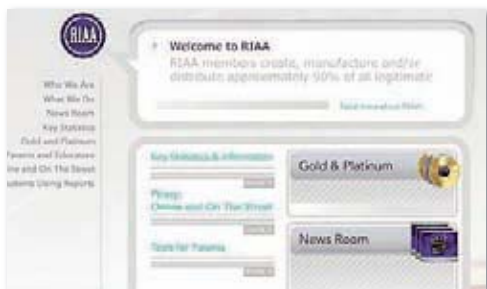 RIAA
Welcome to RIAA
RIAA members create, manufacture and/or
distribute approximately 90% of all legitimate
Who We Are
What We Do
News Room
Key Statistics
Gold and Platinum
Parents and Educators
and On The Street
Students Using Reports
Key Statistics & Information
Piracy:
Online and On The Street
Tools for Parents
Gold & Platinum
News Room